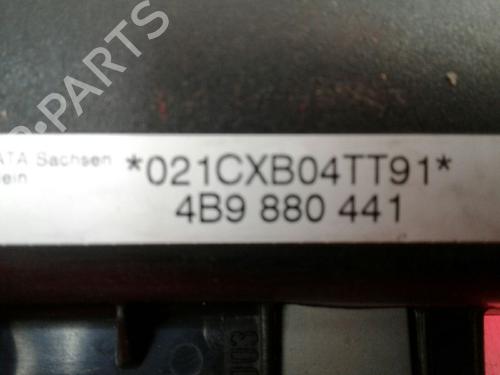 B-PARTS
ATA Sachsen
ein
*021CXB04TT91*
4B9 880 441